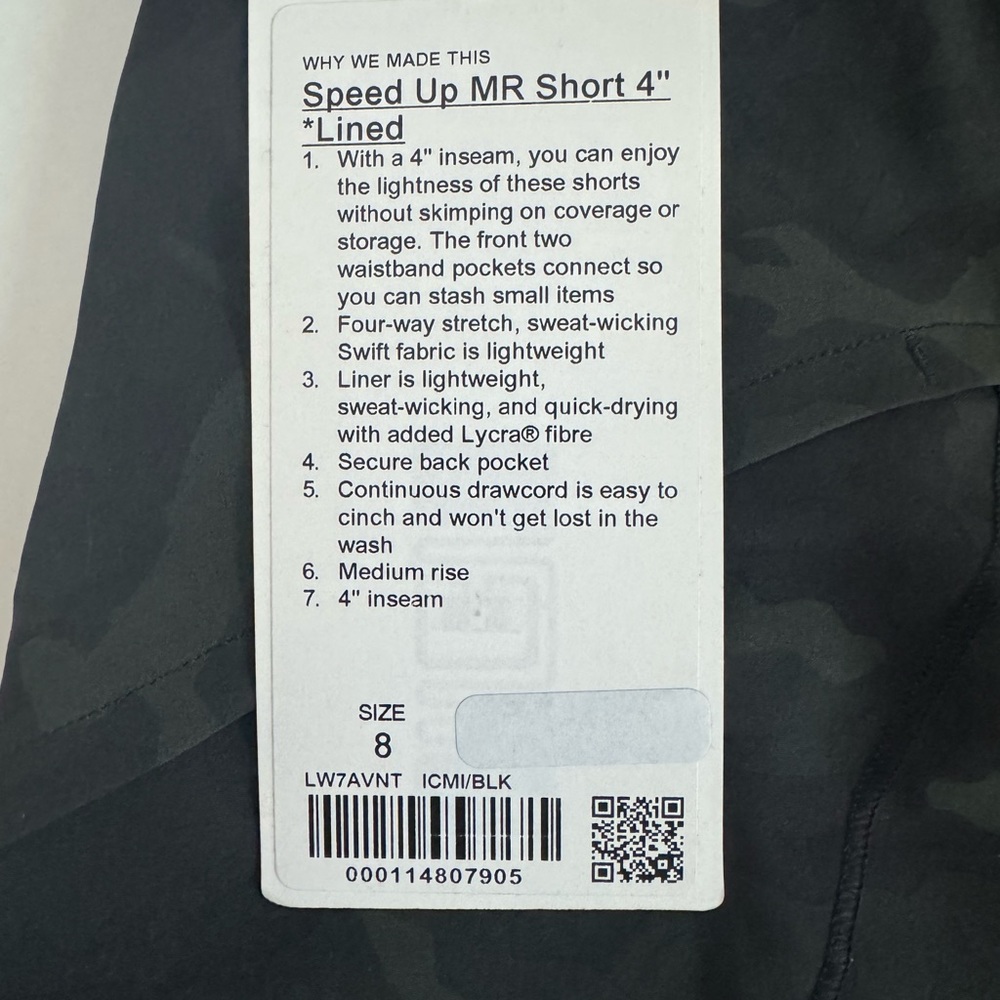 WHY WE MADE THIS
Speed Up MR Short 4"
*Lined
1. With a 4" inseam, you can enjoy
the lightness of these shorts
without skimping on coverage or
storage. The front two
waistband pockets connect so
you can stash small items
2. Four-way stretch, sweat-wicking
Swift fabric is lightweight
3. Liner is lightweight,
sweat-wicking, and quick-drying
with added Lycra® fibre
4. Secure back pocket
5. Continuous drawcord is easy to
cinch and won't get lost in the
wash
6. Medium rise
7. 4" inseam
SIZE
8
LW7AVNT ICMI/BLK
000114807905